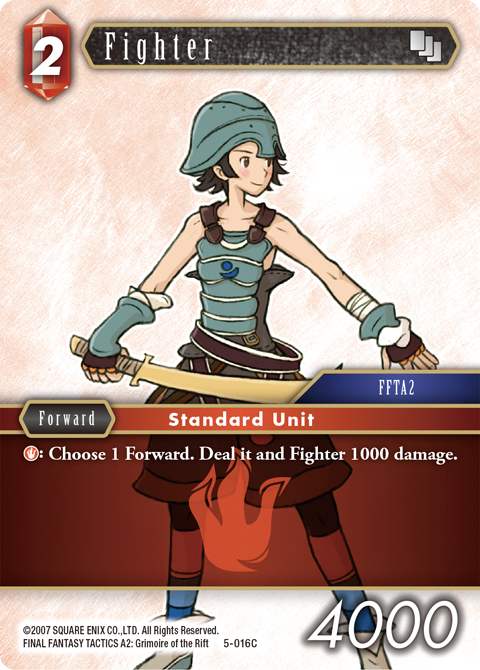 2
Fighter
FFTA2
Forward
Standard Unit
: Choose 1 Forward. Deal it and Fighter 1000 damage.
©2007 SQUARE ENIX CO.,LTD. All Rights Reserved.
FINAL FANTASY TACTICS A2: Grimoire of the Rift 5-016C
4000